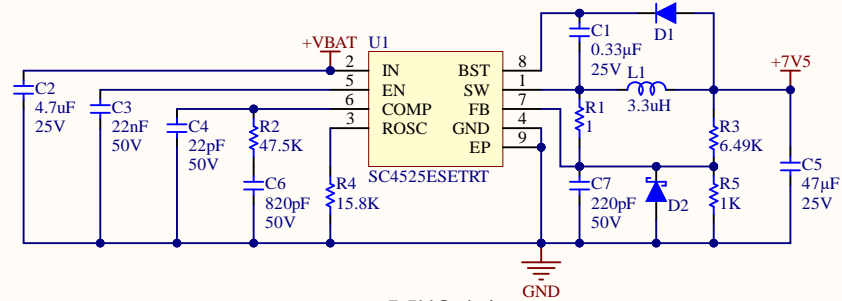 +VBAT
U1
C1
0.33µF
25V
D1
2
IN
BST
8
+7V5
C2
4.7uF
25V
5
EN
SW
1
L1
3.3uH
C3
22nF
50V
6
COMP
FB
7
R1
1
C4
22pF
50V
R2
47.5K
3
ROSC
GND
4
R3
6.49K
EP
9
SC4525ESETRT
C5
47µF
25V
C6
820pF
50V
R4
15.8K
C7
220pF
50V
D2
R5
1K
GND